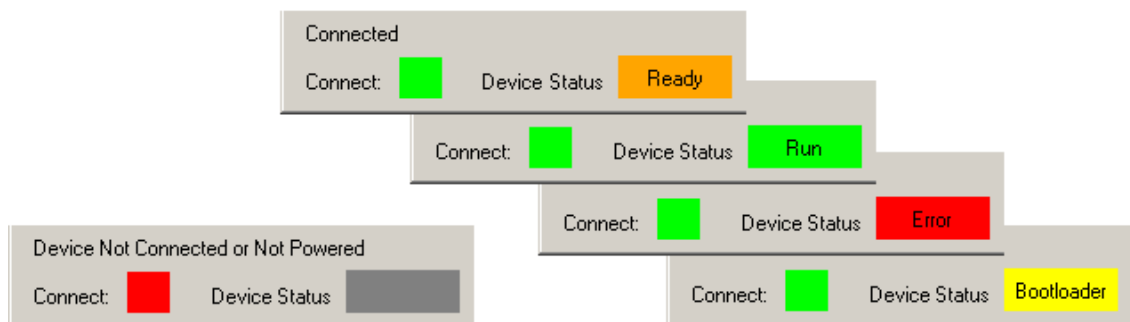 Connected
Connect: Device Status Ready
Connect: Device Status Run
Connect: Device Status Error
Device Not Connected or Not Powered
Connect: Device Status
Connect: Device Status Bootloader